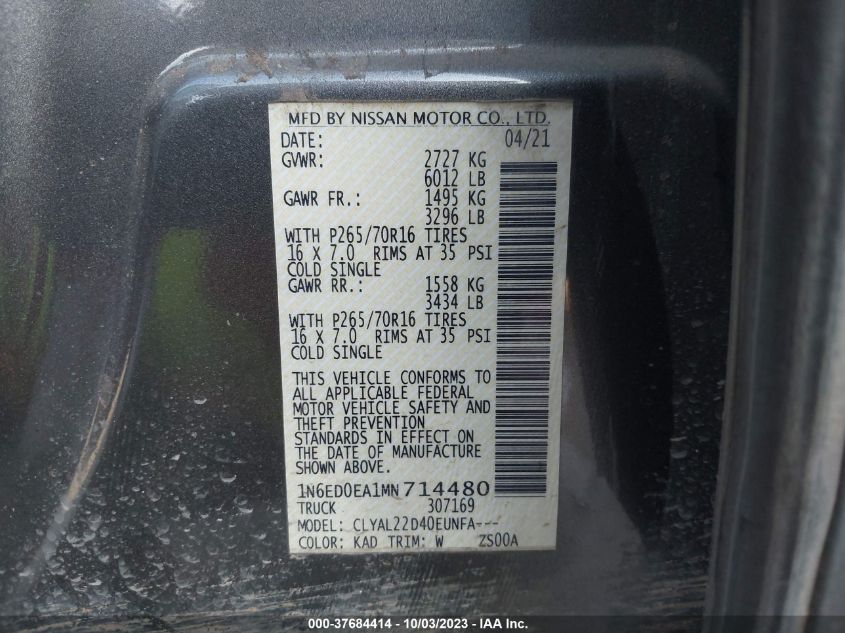 MFD BY NISSAN MOTOR CO., LTD.
DATE: 04/21
GVWR: 2727 KG
6012 LB
GAWR FR.: 1495 KG
3296 LB
WITH P265/70R16 TIRES
16 X 7.0 RIMS AT 35 PSI
COLD SINGLE
GAWR RR.: 1558 KG
3434 LB
WITH P265/70R16 TIRES
16 X 7.0 RIMS AT 35 PSI
COLD SINGLE
THIS VEHICLE CONFORMS TO
ALL APPLICABLE FEDERAL
MOTOR VEHICLE SAFETY AND
THEFT PREVENTION
STANDARDS IN EFFECT ON
THE DATE OF MANUFACTURE
SHOWN ABOVE.
1N6ED0EA1MN714480
TRUCK 307169
MODEL: CLYAL22D40EUNFA---
COLOR: KAD TRIM: W ZS00A
000-37684414 - 10/03/2023 - IAAI Inc.